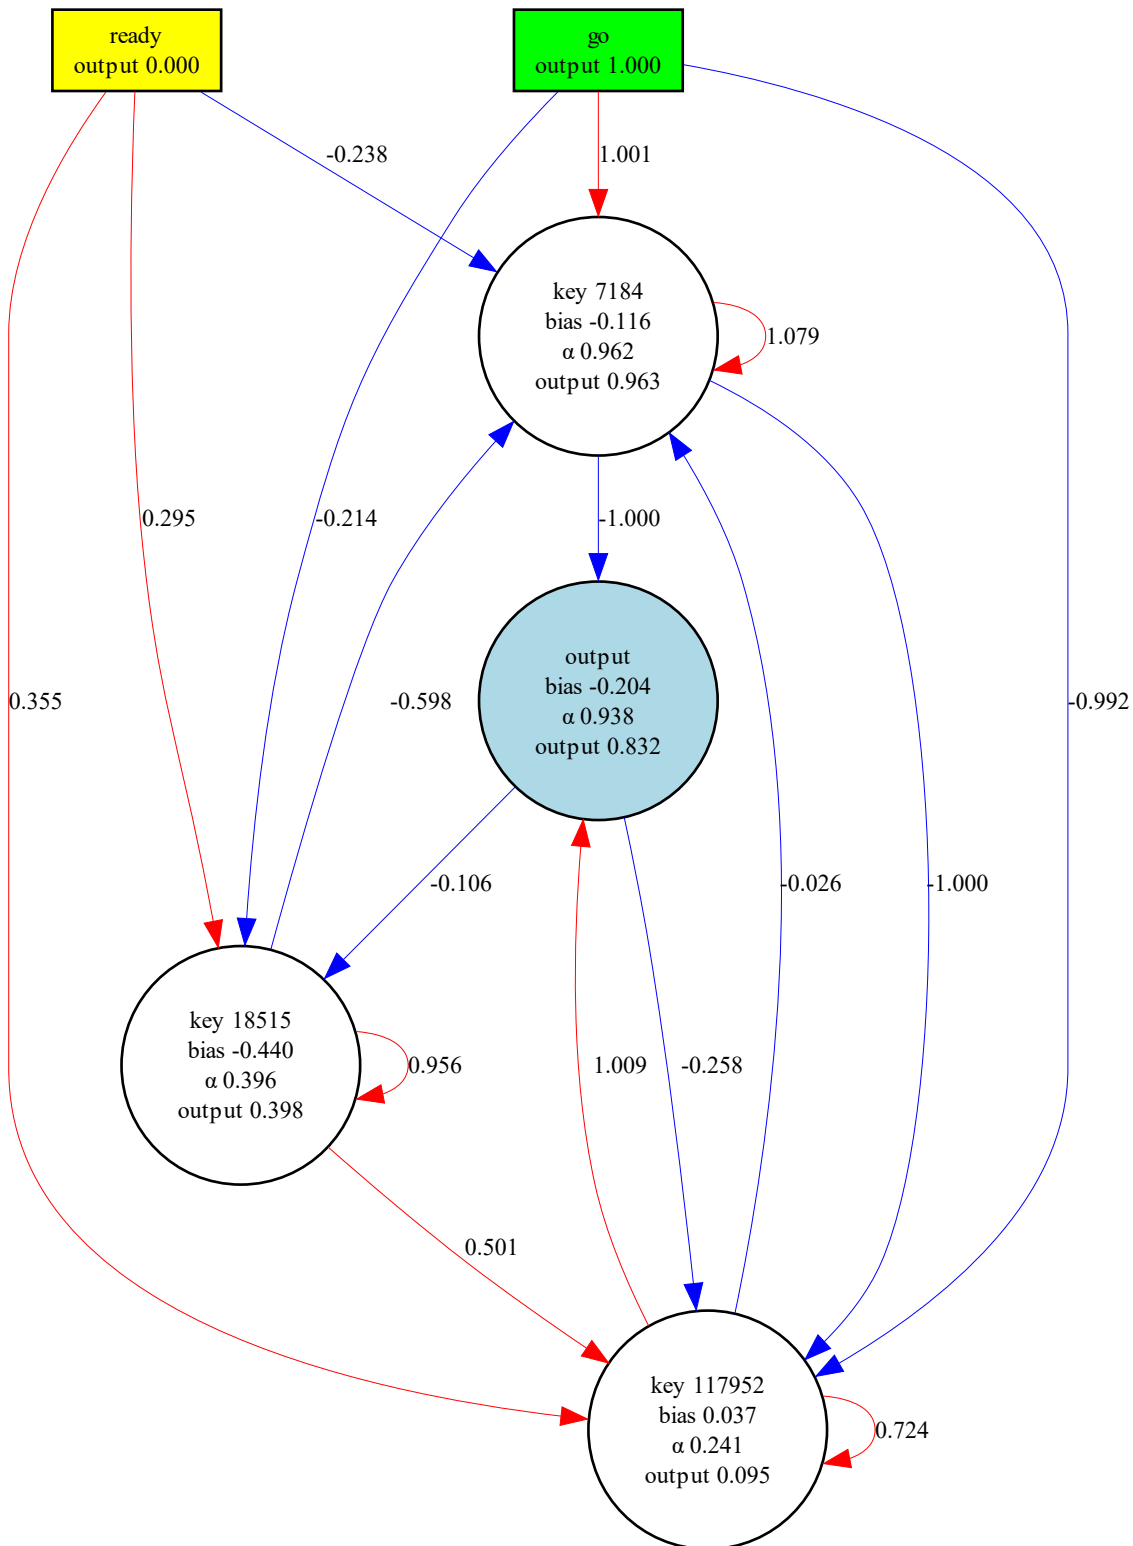 ready
output 0.000
go
output 1.000
-0.238
1.001
key 7184
bias -0.116
α 0.962
output 0.963
1.079
0.295
-0.214
-1.000
output
bias -0.204
α 0.938
output 0.832
0.355
-0.598
-0.992
-0.106
-0.026
-1.000
key 18515
bias -0.440
α 0.396
output 0.398
0.956
1.009
-0.258
0.501
key 117952
bias 0.037
α 0.241
output 0.095
0.724